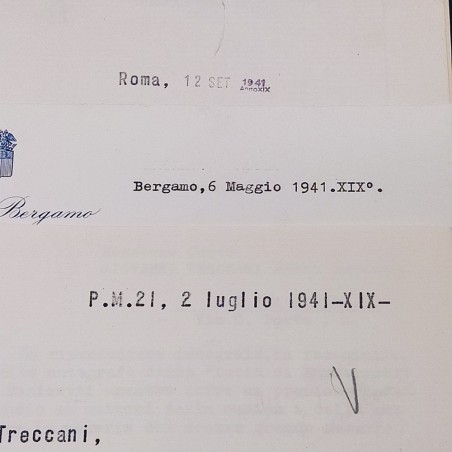 Roma, 12 SET 1941
Anno XIX
Bergamo, 6 Maggio 1941.XIX°.
Bergamo
P.M.21, 2 luglio 1941-XIX-
Treccani,